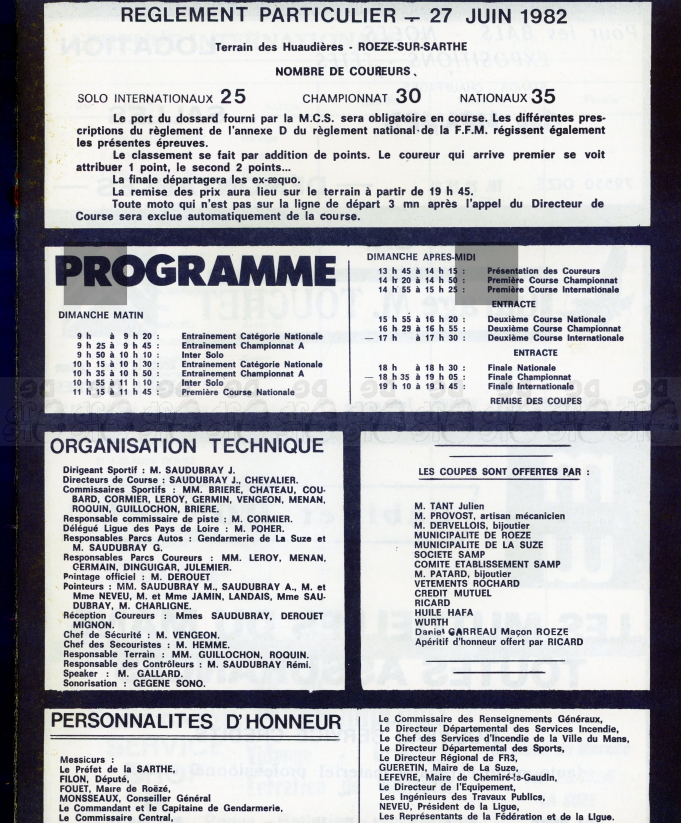 REGLEMENT PARTICULIER — 27 JUIN 1982
Terrain des Huaudières - ROEZE-SUR-SARTHE
NOMBRE DE COUREURS
SOLO INTERNATIONAUX 25 CHAMPIONNAT 30 NATIONAUX 35
Le port du dossard fourni par la M.C.S. sera obligatoire en course. Les différentes pres-
criptions du règlement de l'annexe D du règlement national de la F.F.M. régissent également
les présentes épreuves.
Le classement se fait par addition de points. Le coureur qui arrive premier se voit
attribuer 1 point, le second 2 points...
La finale départagera les ex-æquo.
La remise des prix aura lieu sur le terrain à partir de 19 h 45.
Toute moto qui n'est pas sur la ligne de départ 3 mn après l'appel du Directeur de
Course sera exclue automatiquement de la course.
PROGRAMME
DIMANCHE MATIN
9 h à 9 h 20 : Entrainement Catégorie Nationale
9 h 25 à 9 h 45 : Entrainement Championnat A
9 h 50 à 10 h 10 : Inter Solo
10 h 15 à 10 h 30 : Entrainement Catégorie Nationale
10 h 35 à 10 h 50 : Entrainement Championnat A
10 h 55 à 11 h 10 : Inter Solo
11 h 15 à 11 h 45 : Première Course Nationale
DIMANCHE APRES-MIDI
13 h 45 à 14 h 15 : Présentation des Coureurs
14 h 20 à 14 h 50 : Première Course Championnat
14 h 55 à 15 h 25 : Première Course Internationale
ENTRACTE
15 h 55 à 16 h 20 : Deuxième Course Nationale
16 h 25 à 16 h 55 : Deuxième Course Championnat
— 17 h à 17 h 30 : Deuxième Course Internationale
ENTRACTE
18 h à 18 h 30 : Finale Nationale
— 18 h 35 à 19 h 05 : Finale Championnat
19 h 10 à 19 h 45 : Finale Internationale
REMISE DES COUPES
ORGANISATION TECHNIQUE
Dirigeant Sportif : M. SAUDUBRAY J.
Directeurs de Course : SAUDUBRAY J., CHEVALIER.
Commissaires Sportifs : MM. BRIERE, CHATEAU, COU-
BARD, CORMIER, LEROY, GERMIN, VENGEON, MENAN,
ROQUIN, GUILLOCHON, BRIERE.
Responsable commissaire de piste : M. CORMIER.
Délégué Ligue des Pays de Loire : M. POHER.
Responsables Parcs Autos : Gendarmerie de La Suze et
M. SAUDUBRAY G.
Responsables Parcs Coureurs : MM. LEROY, MENAN,
GERMAIN, DINGUIGAR, JULEMIER.
Pointage officiel : M. DEROUET
Pointeurs : MM. SAUDUBRAY M., SAUDUBRAY A., M. et
Mme NEVEU, M. et Mme JAMIN, LANDAIS, Mme SAU-
DUBRAY, M. CHARLIGNE.
Réception Coureurs : Mmes SAUDUBRAY, DEROUET
MIGNON.
Chef de Sécurité : M. VENGEON.
Chef des Secouristes : M. HEMME.
Responsable Terrain : MM. GUILLOCHON, ROQUIN.
Responsable des Contrôleurs : M. SAUDUBRAY Rémi.
Speaker : M. GALLARD.
Sonorisation : GEGENE SONO.
LES COUPES SONT OFFERTES PAR :
M. TANT Julien
M. PROVOST, artisan mécanicien
M. DERVELLOIS, bijoutier
MUNICIPALITE DE ROEZE
MUNICIPALITE DE LA SUZE
SOCIETE SAMP
COMITE ETABLISSEMENT SAMP
M. PATARD, bijoutier
VETEMENTS ROCHARD
CREDIT MUTUEL
RICARD
HUILE HAFA
WURTH
Daniel GARREAU Maçon ROEZE
Apéritif d'honneur offert par RICARD
PERSONNALITES D'HONNEUR
Messieurs :
Le Préfet de la SARTHE,
FILON, Député,
FOUET, Maire de Roëzé,
MONSSEAUX, Conseiller Général
Le Commandant et le Capitaine de Gendarmerie,
Le Commissaire Central,
Le Commissaire des Renseignements Généraux,
Le Directeur Départemental des Services Incendie,
Le Chef des Services d'Incendie de la Ville du Mans,
Le Directeur Départemental des Sports,
Le Directeur Régional de FR3,
GUERETIN, Maire de La Suze,
LEFEVRE, Maire de Chemiré-le-Gaudin,
Le Directeur de l'Equipement,
Les Ingénieurs des Travaux Publics,
NEVEU, Président de la Ligue,
Les Représentants de la Fédération et de la Ligue.